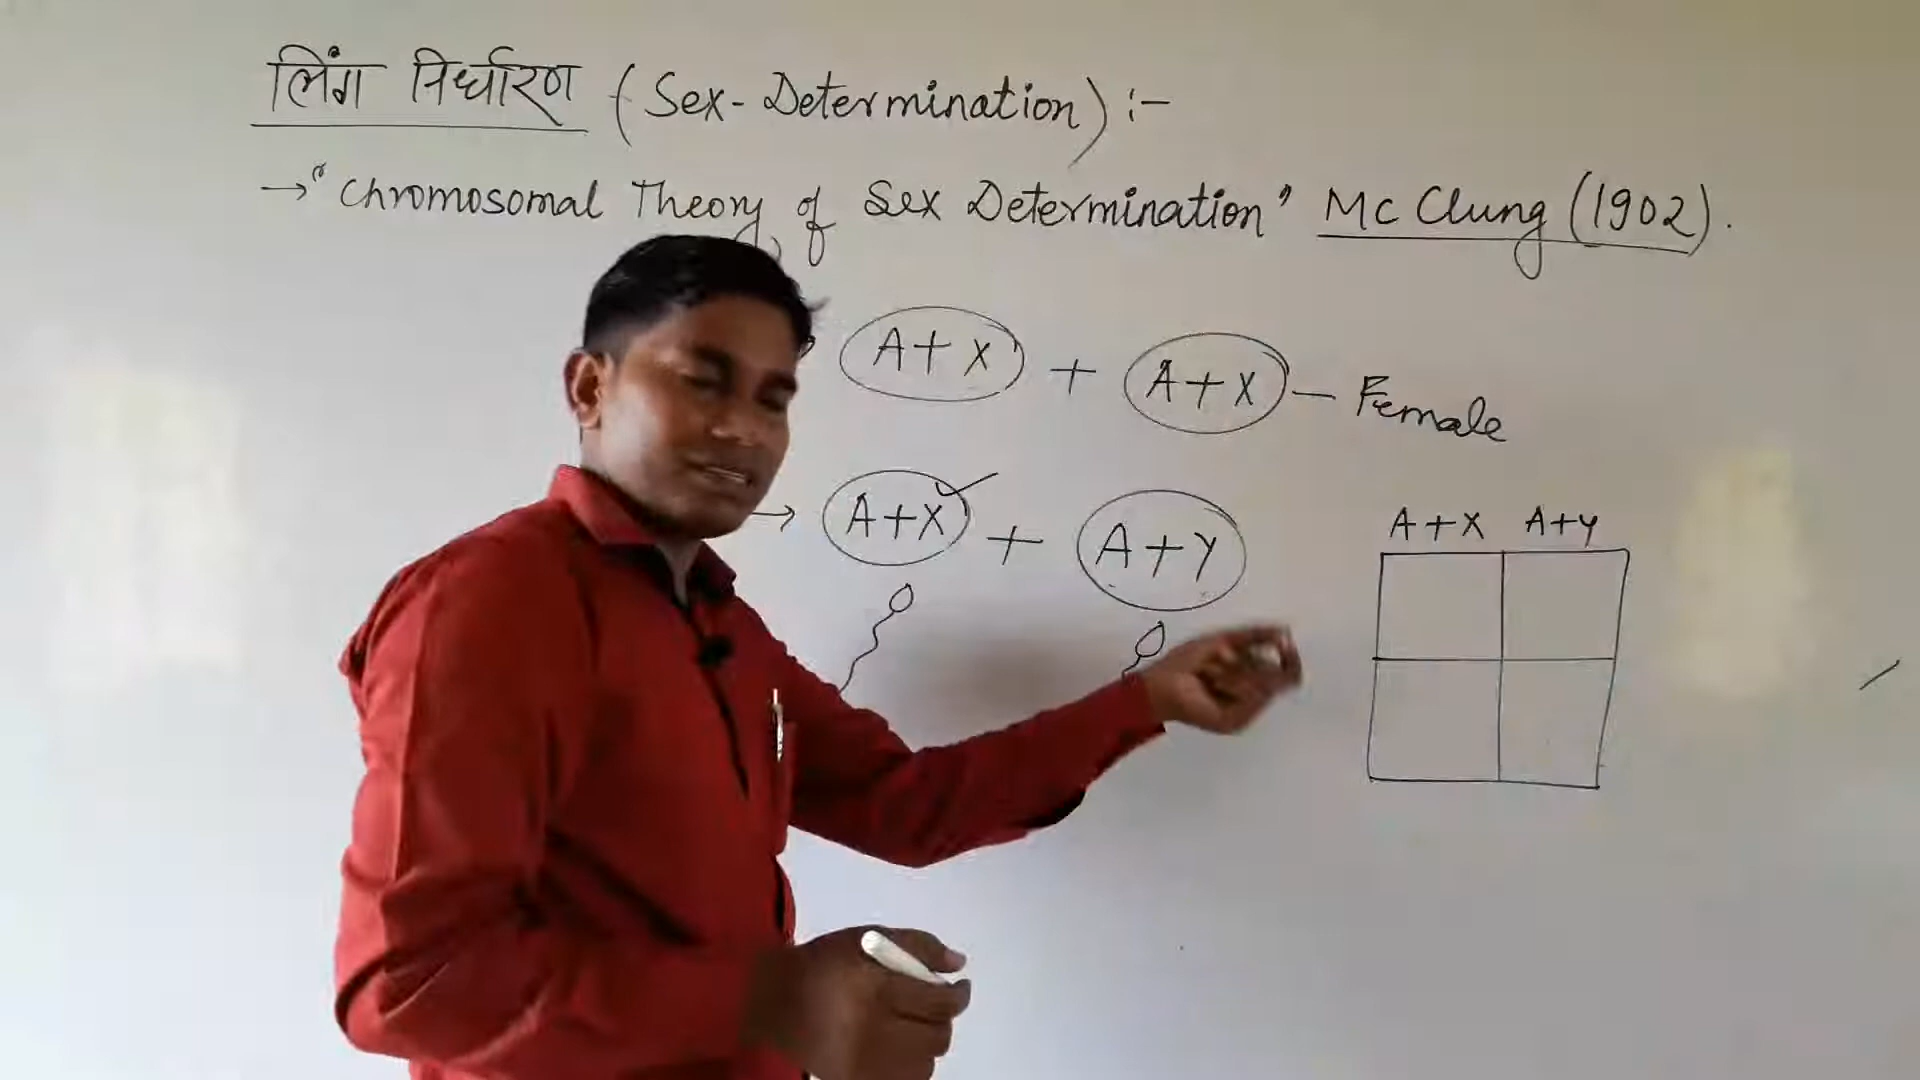 लिंग निर्धारण (Sex-Determination) :-
→ "Chromosomal Theory of Sex Determination" Mc Clung (1902).
A+X + A+X — Female
→ A+X + A+Y
A+X A+Y